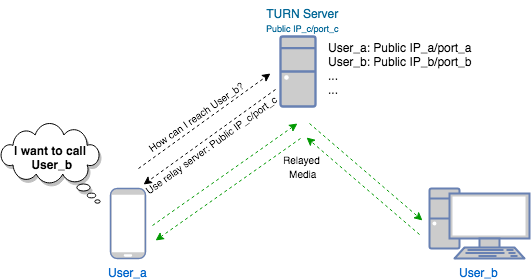 TURN Server
Public IP_c/port_c
User_a: Public IP_a/port_a
User_b: Public IP_b/port_b
...
...
How can I reach User_b?
Use relay server: Public IP_c/port_c
I want to call
User_b
Relayed
Media
User_a
User_b